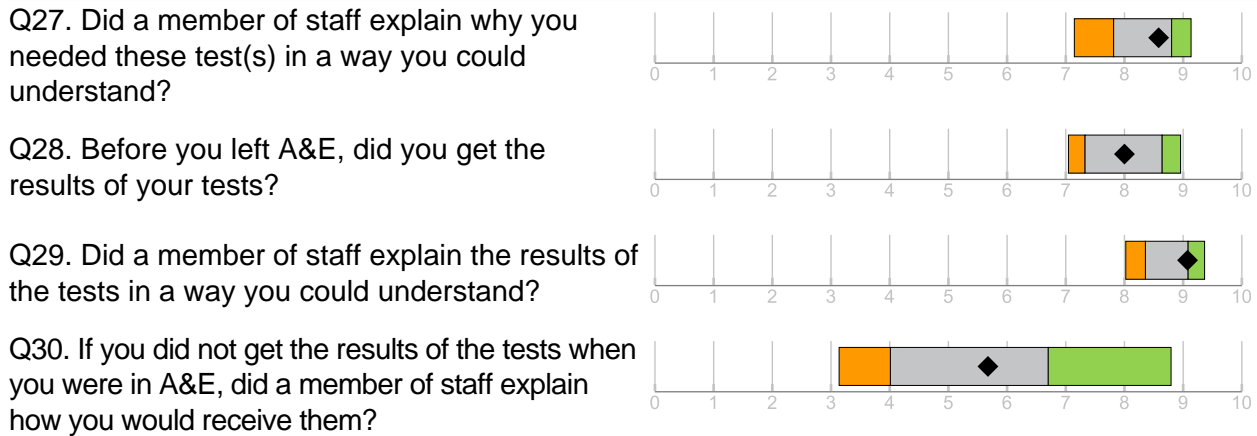 Q27. Did a member of staff explain why you
needed these test(s) in a way you could
understand?
0 1 2 3 4 5 6 7 8 9 10
Q28. Before you left A&E, did you get the
results of your tests?
0 1 2 3 4 5 6 7 8 9 10
Q29. Did a member of staff explain the results of
the tests in a way you could understand?
0 1 2 3 4 5 6 7 8 9 10
Q30. If you did not get the results of the tests when
you were in A&E, did a member of staff explain
how you would receive them?
0 1 2 3 4 5 6 7 8 9 10